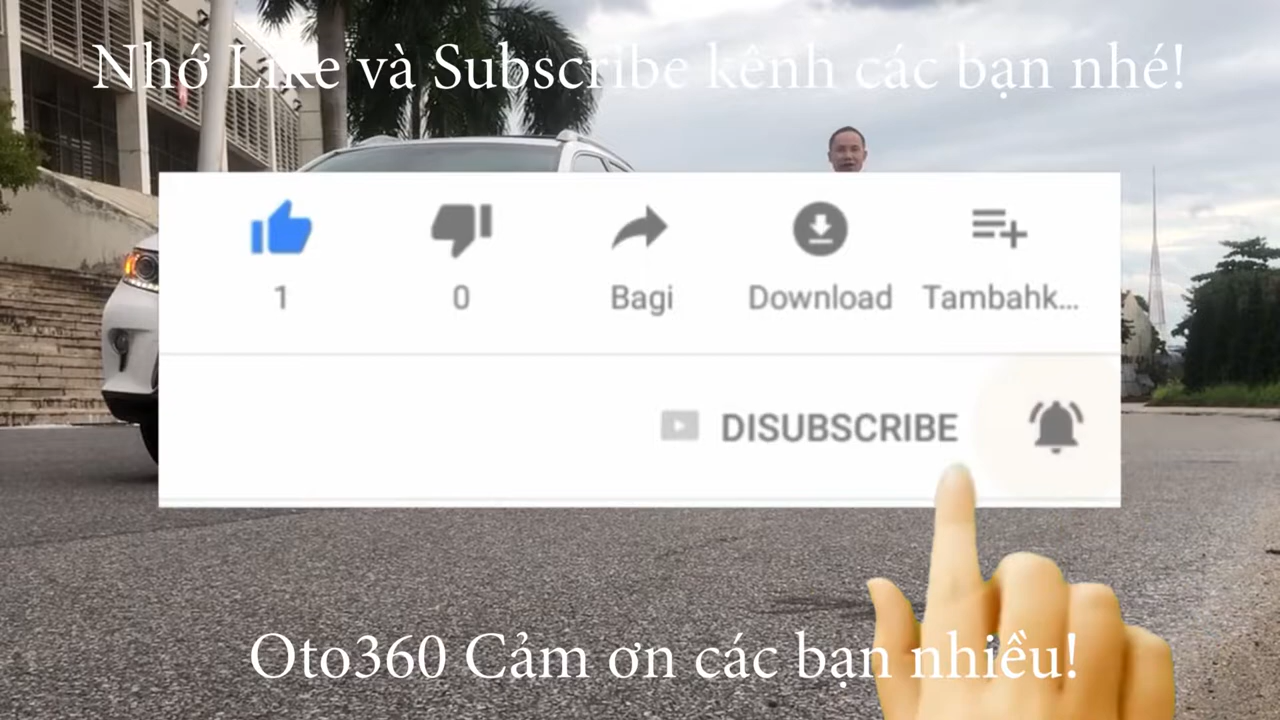 Nhớ Like và Subscribe kênh các bạn nhé!
1 0 Bagi Download Tambahk...
DISUBSCRIBE
Oto360 Cảm ơn các bạn nhiều!